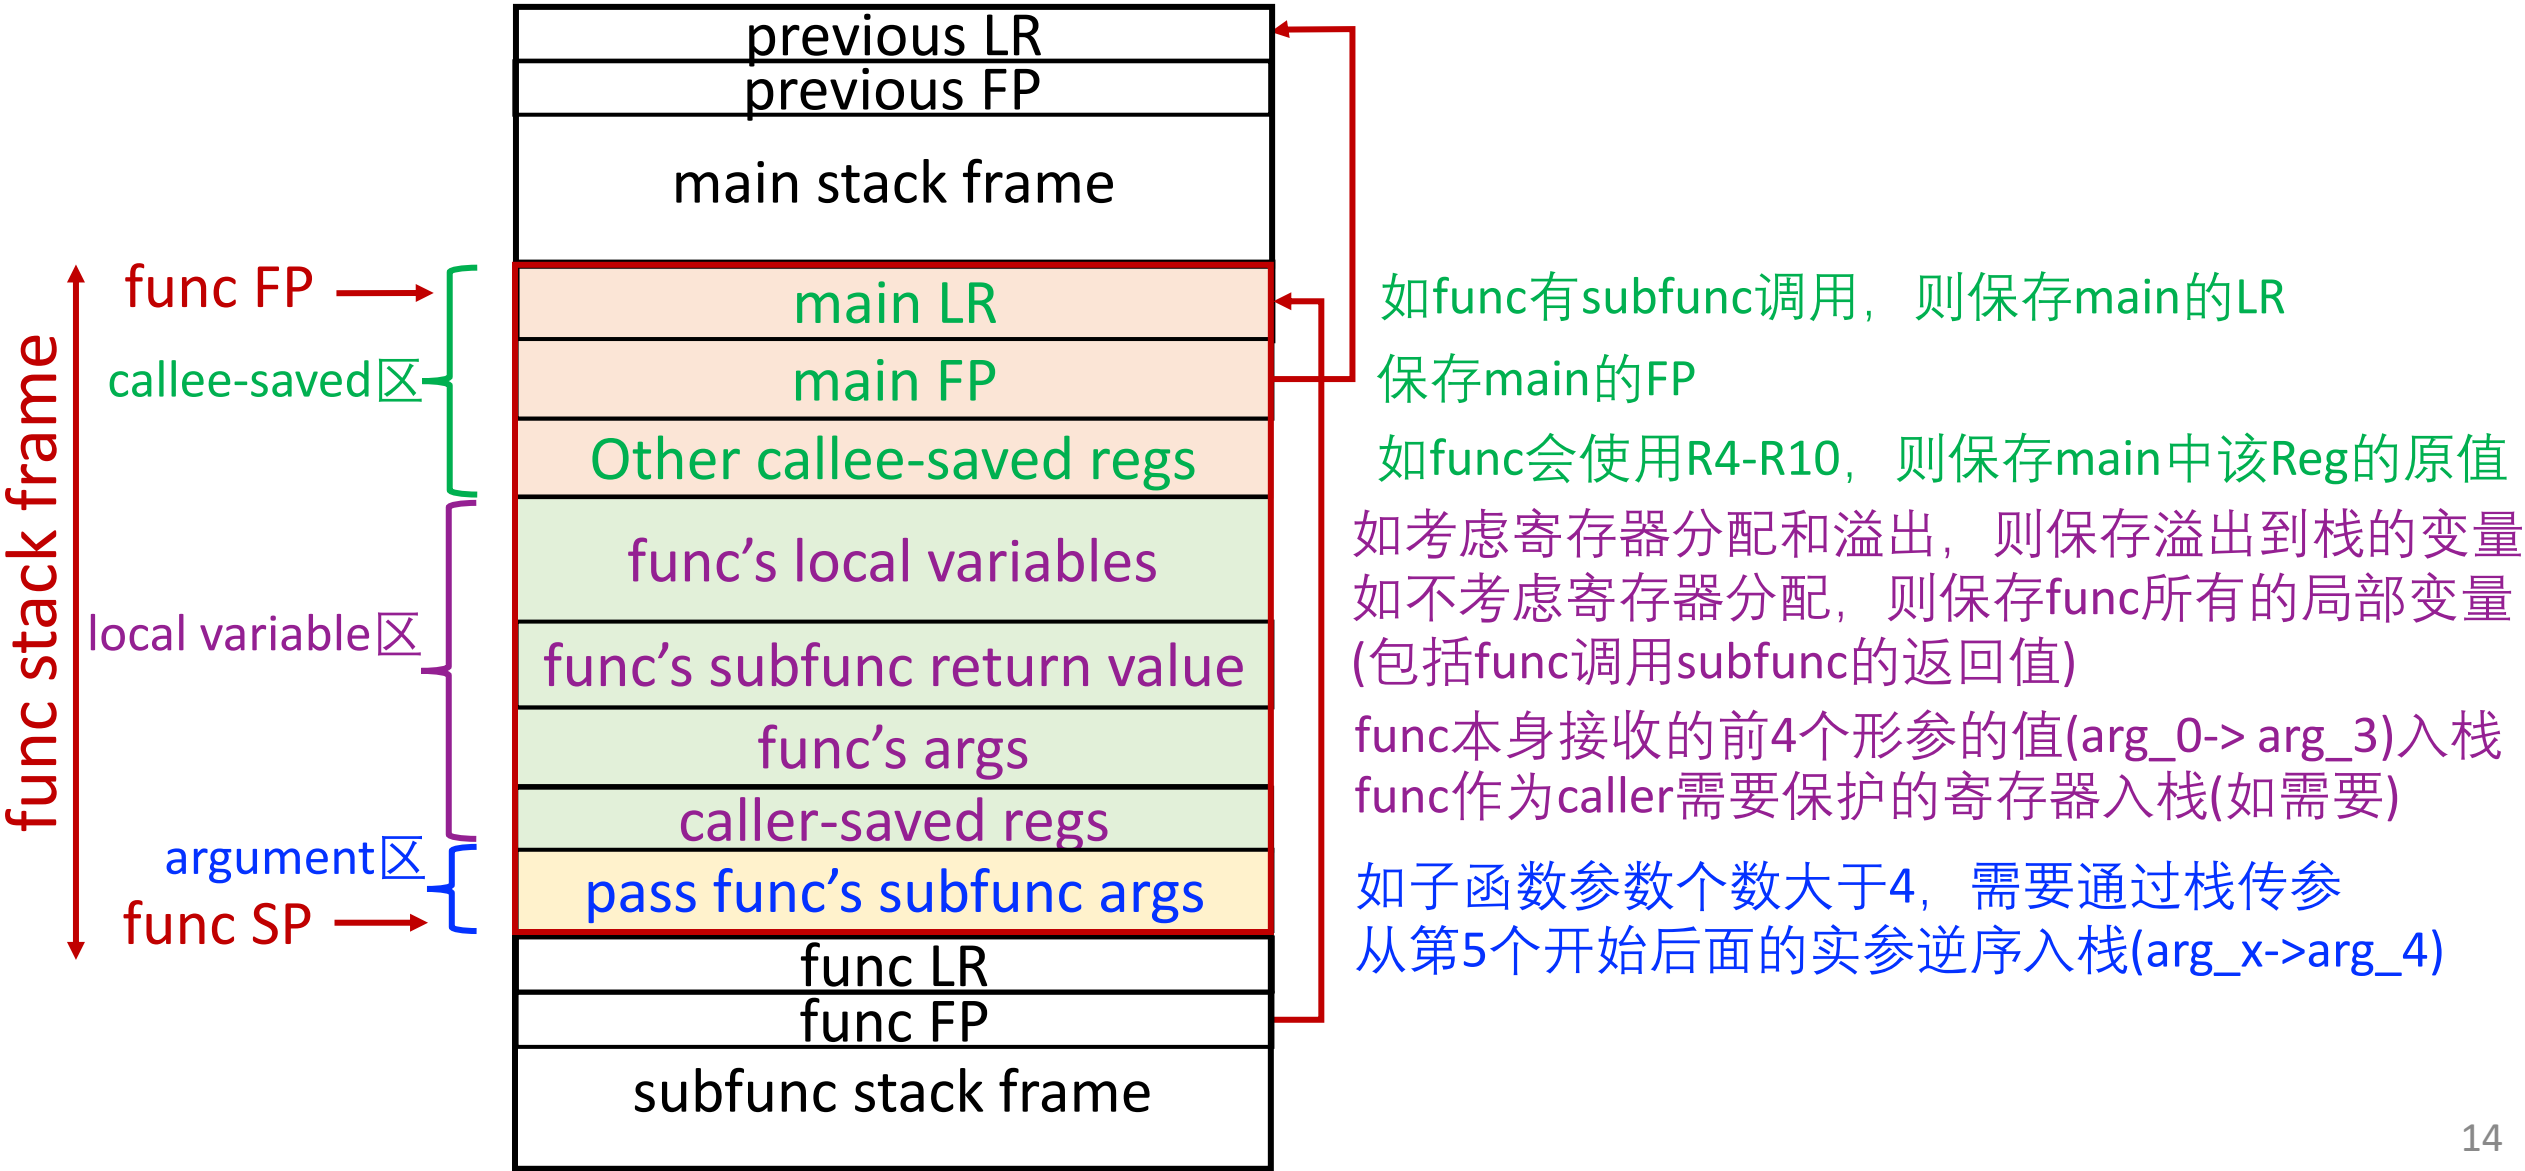 previous LR
previous FP
main stack frame
func stack frame
func FP
callee-saved区
main LR
main FP
Other callee-saved regs
如func有subfunc调用，则保存main的LR
保存main的FP
如func会使用R4-R10，则保存main中该Reg的原值
local variable区
func’s local variables
func’s subfunc return value
func’s args
caller-saved regs
如考虑寄存器分配和溢出，则保存溢出到栈的变量
如不考虑寄存器分配，则保存func所有的局部变量
(包括func调用subfunc的返回值)
func本身接收的前4个形参的值(arg_0-> arg_3)入栈
func作为caller需要保护的寄存器入栈(如需要)
argument区
func SP
pass func’s subfunc args
如子函数参数个数大于4，需要通过栈传参
从第5个开始后面的实参逆序入栈(arg_x->arg_4)
func LR
func FP
subfunc stack frame
14